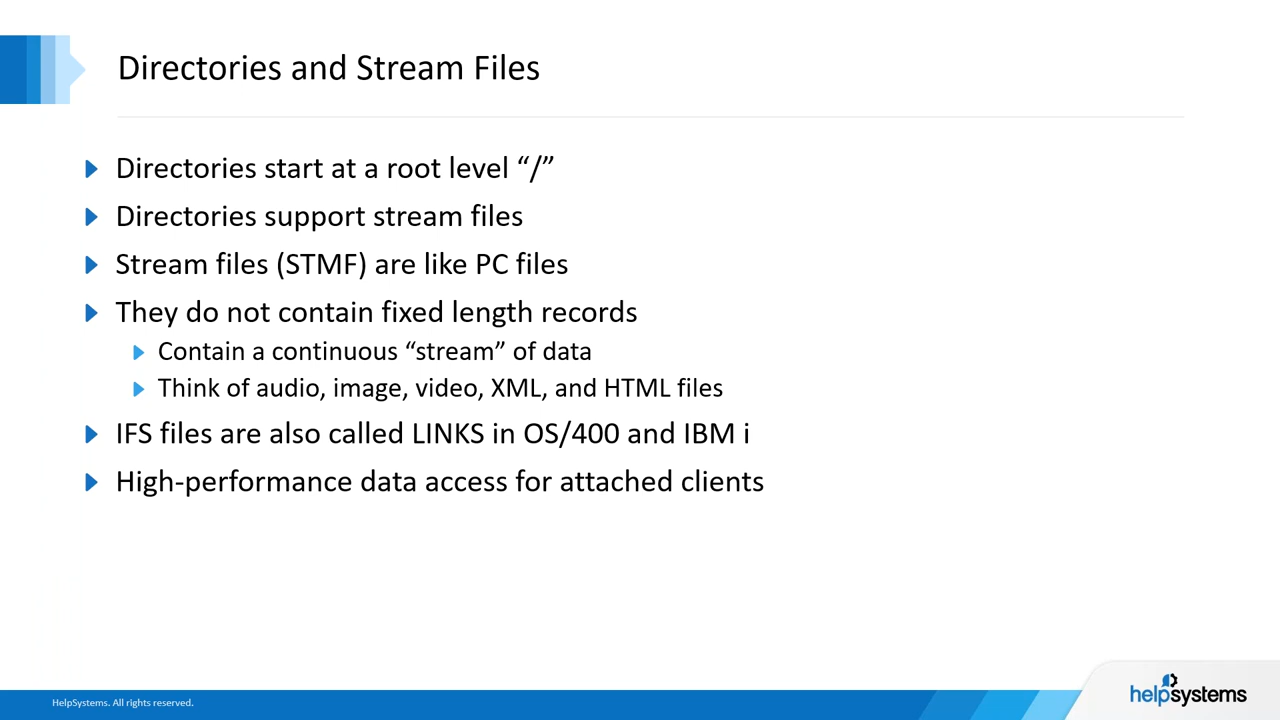 Directories and Stream Files
Directories start at a root level “/”
Directories support stream files
Stream files (STMF) are like PC files
They do not contain fixed length records
Contain a continuous “stream” of data
Think of audio, image, video, XML, and HTML files
IFS files are also called LINKS in OS/400 and IBM i
High-performance data access for attached clients
HelpSystems. All rights reserved.
helpsystems